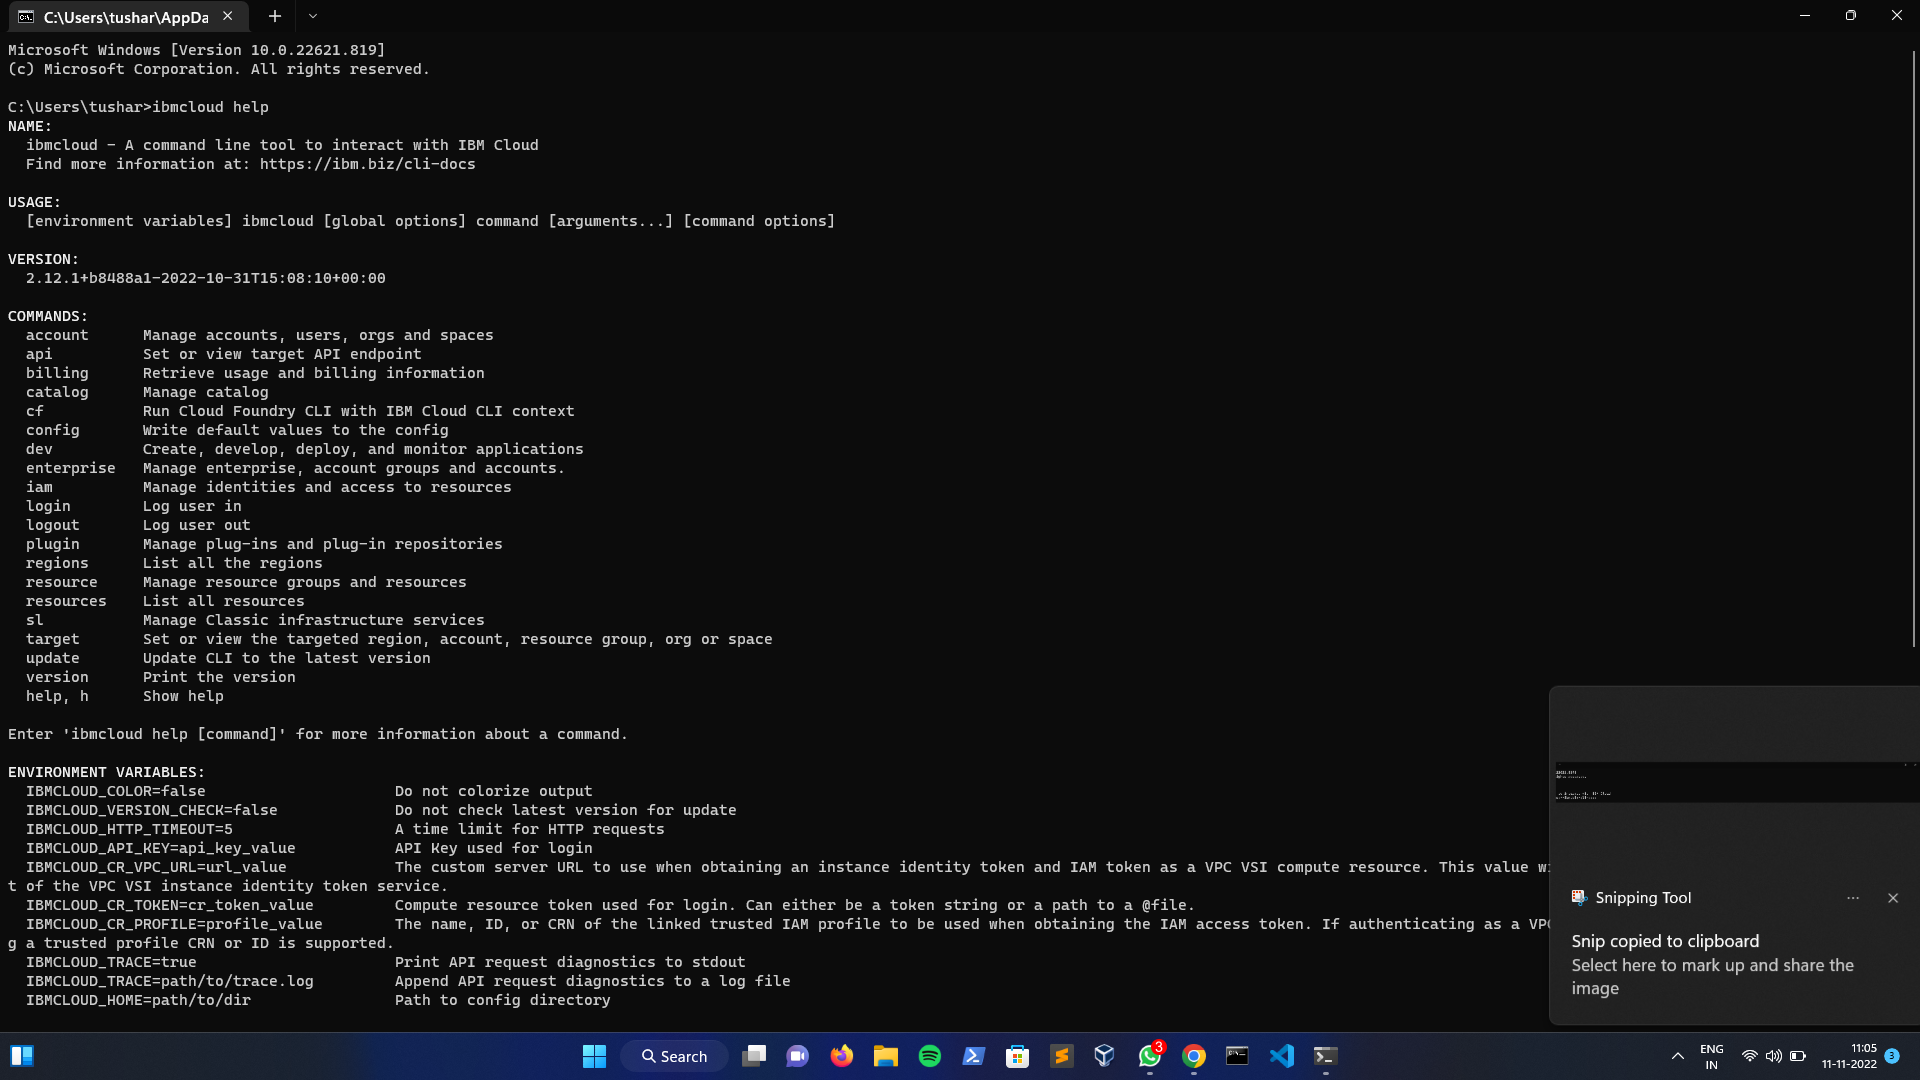 C:\Users\tushar\AppDa
Microsoft Windows [Version 10.0.22621.819]
(c) Microsoft Corporation. All rights reserved.
C:\Users\tushar>ibmcloud help
NAME:
ibmcloud - A command line tool to interact with IBM Cloud
Find more information at: https://ibm.biz/cli-docs
USAGE:
[environment variables] ibmcloud [global options] command [arguments...] [command options]
VERSION:
2.12.1+b8488a1-2022-10-31T15:08:10+00:00
COMMANDS:
account Manage accounts, users, orgs and spaces
api Set or view target API endpoint
billing Retrieve usage and billing information
catalog Manage catalog
cf Run Cloud Foundry CLI with IBM Cloud CLI context
config Write default values to the config
dev Create, develop, deploy, and monitor applications
enterprise Manage enterprise, account groups and accounts.
iam Manage identities and access to resources
login Log user in
logout Log user out
plugin Manage plug-ins and plug-in repositories
regions List all the regions
resource Manage resource groups and resources
resources List all resources
sl Manage Classic infrastructure services
target Set or view the targeted region, account, resource group, org or space
update Update CLI to the latest version
version Print the version
help, h Show help
Enter 'ibmcloud help [command]' for more information about a command.
ENVIRONMENT VARIABLES:
IBMCLOUD_COLOR=false Do not colorize output
IBMCLOUD_VERSION_CHECK=false Do not check latest version for update
IBMCLOUD_HTTP_TIMEOUT=5 A time limit for HTTP requests
IBMCLOUD_API_KEY=api_key_value API Key used for login
IBMCLOUD_CR_VPC_URL=url_value The custom server URL to use when obtaining an instance identity token and IAM token as a VPC VSI compute resource. This value wi
t of the VPC VSI instance identity token service.
IBMCLOUD_CR_TOKEN=cr_token_value Compute resource token used for login. Can either be a token string or a path to a @file.
IBMCLOUD_CR_PROFILE=profile_value The name, ID, or CRN of the linked trusted IAM profile to be used when obtaining the IAM access token. If authenticating as a VPC
g a trusted profile CRN or ID is supported.
IBMCLOUD_TRACE=true Print API request diagnostics to stdout
IBMCLOUD_TRACE=path/to/trace.log Append API request diagnostics to a log file
IBMCLOUD_HOME=path/to/dir Path to config directory
Snipping Tool
Snip copied to clipboard
Select here to mark up and share the
image
Search
3
ENG
IN
11:05
11-11-2022
3